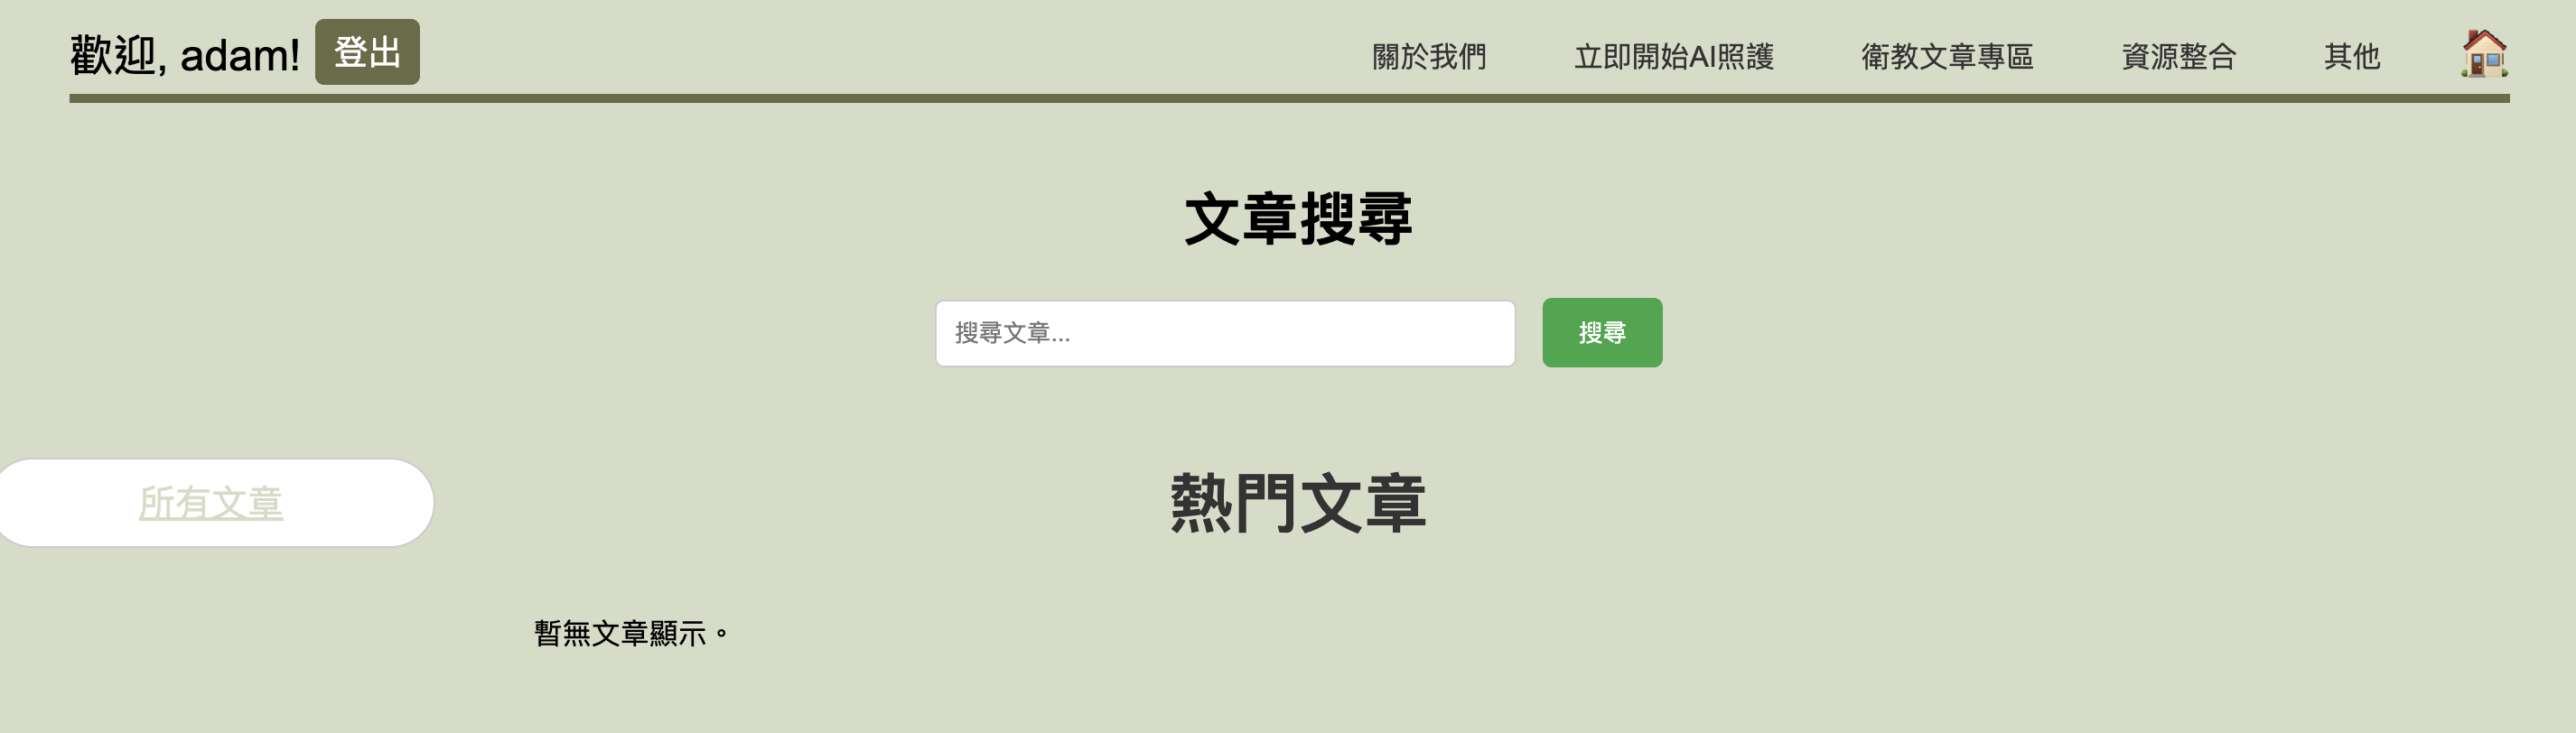 歡迎, adam! 登出
關於我們 立即開始AI照護 衛教文章專區 資源整合 其他
文章搜尋
搜尋文章... 搜尋
所有文章
熱門文章
暫無文章顯示。